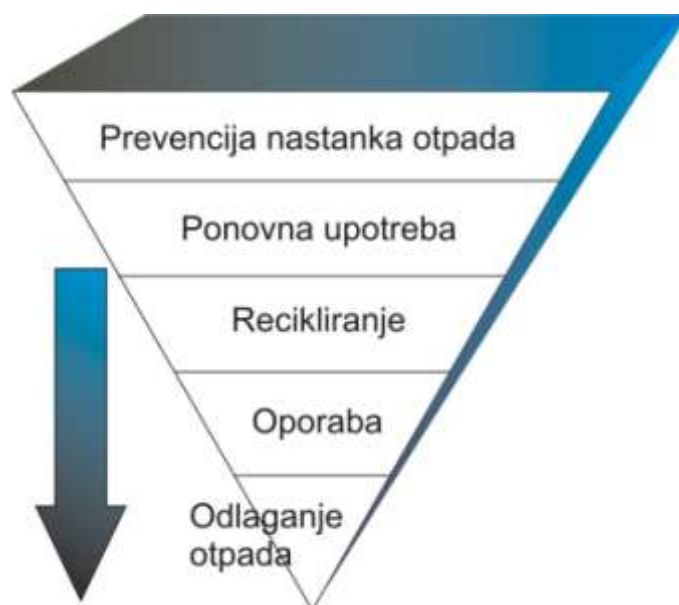 Prevencija nastanka otpada
Ponovna upotreba
Recikliranje
Oporaba
Odlaganje
otpada